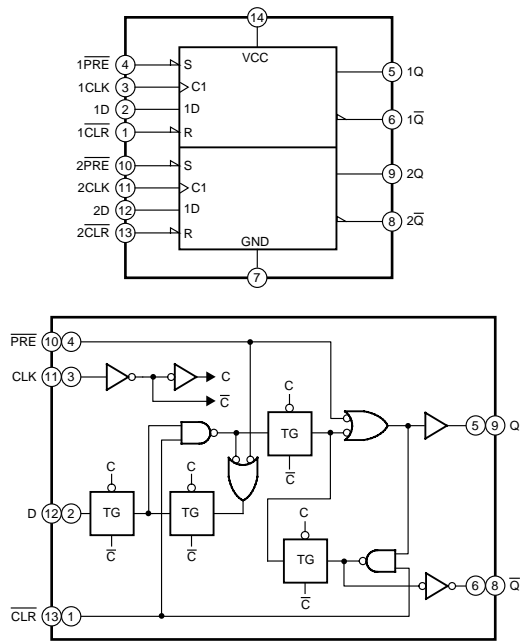 14
VCC
1PRE 4 S
1CLK 3 C1
1D 2 1D
1CLR 1 R
5 1Q
6 1Q
2PRE 10 S
2CLK 11 C1
2D 12 1D
2CLR 13 R
9 2Q
8 2Q
GND
7
PRE 10 4
CLK 11 3
C
C
C
TG
C
5 9 Q
C
C
D 12 2
TG
TG
C
C
C
TG
C
6 8 Q
CLR 13 1